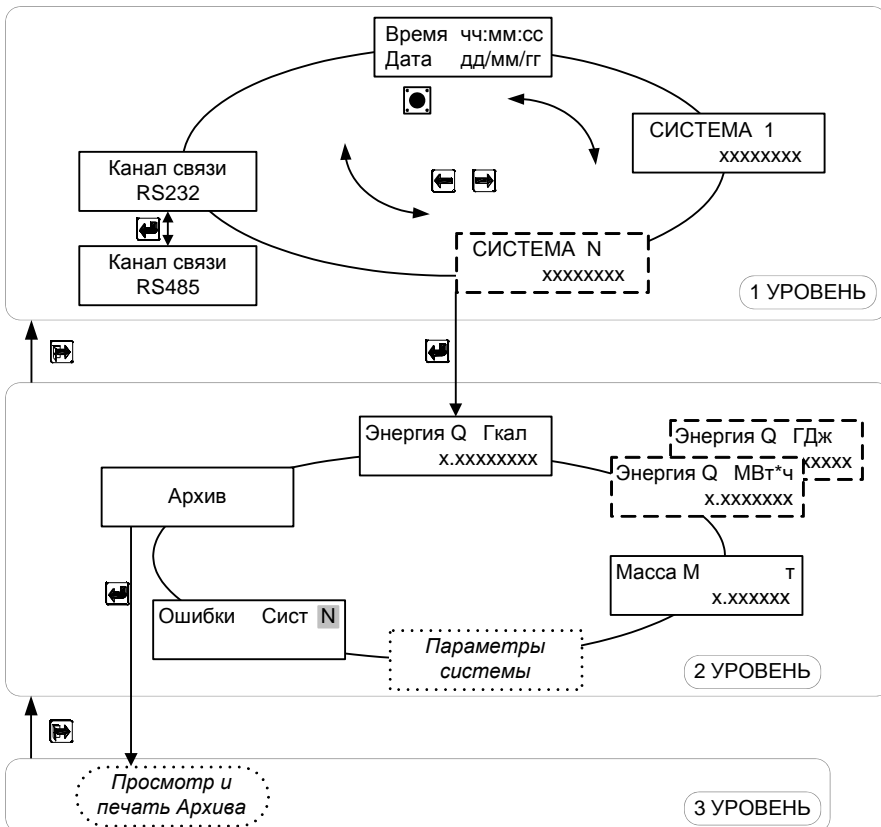 Время чч:мм:сс
Дата дд/мм/гг
СИСТЕМА 1
xxxxxxxx
Канал связи
RS232
СИСТЕМА N
xxxxxxxx
Канал связи
RS485
1 УРОВЕНЬ
Энергия Q Гкал
x.xxxxxxxx
Энергия Q ГДж
xxxxx
Энергия Q МВт*ч
x.xxxxxxx
Архив
Масса М т
x.xxxxxx
Ошибки Сист N
Параметры
системы
2 УРОВЕНЬ
Просмотр и
печать Архива
3 УРОВЕНЬ